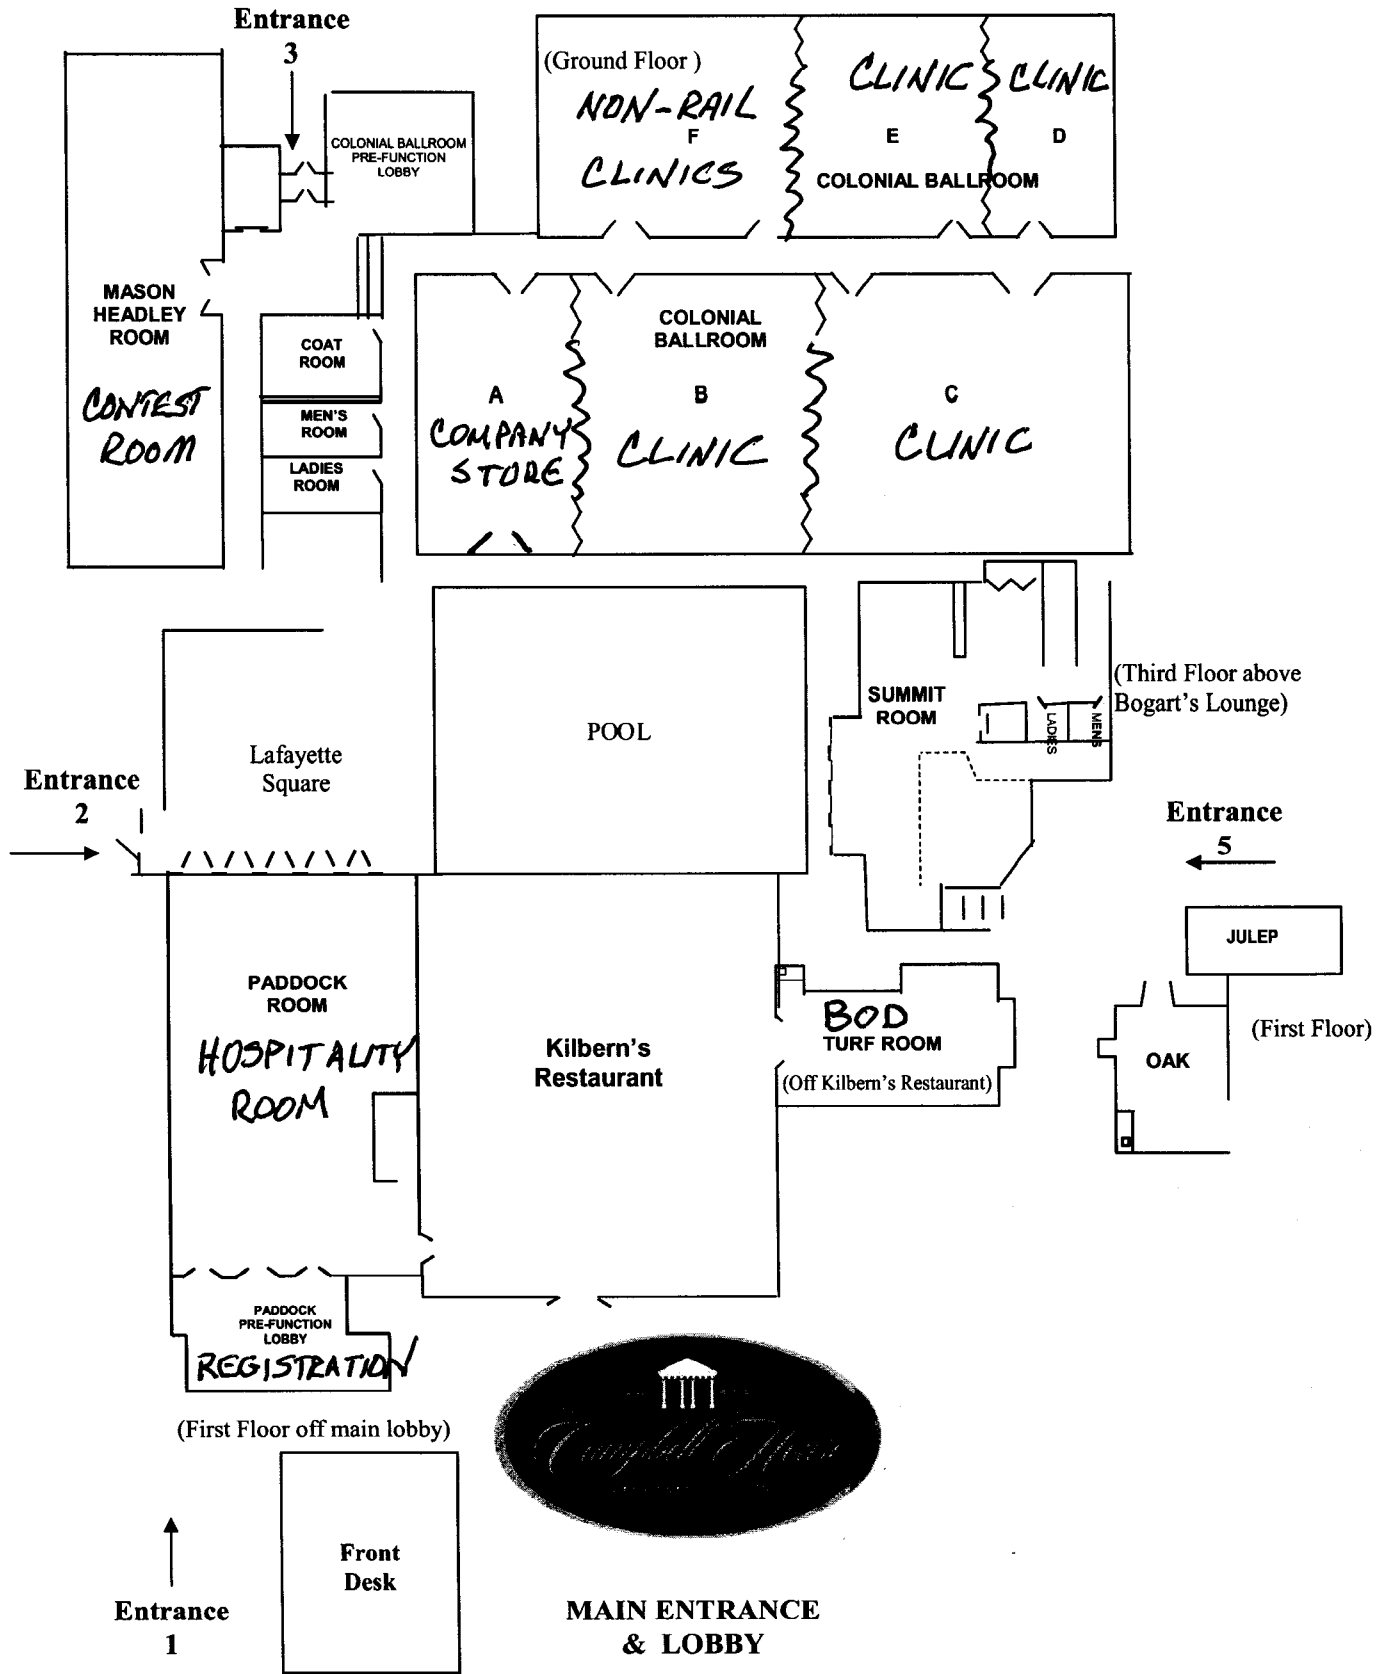 Entrance
3
(Ground Floor )
NON-RAIL
F
CLINICS
CLINIC
E
CLINIC
D
COLONIAL BALLROOM
COLONIAL BALLROOM
PRE-FUNCTION
LOBBY
MASON
HEADLEY
ROOM
CONTEST
ROOM
COAT
ROOM
MEN'S
ROOM
LADIES
ROOM
COLONIAL
BALLROOM
A
COMPANY
STORE
B
CLINIC
C
CLINIC
Lafayette
Square
POOL
SUMMIT
ROOM
LADIES
MENS
(Third Floor above
Bogart's Lounge)
Entrance
2
Entrance
5
JULEP
(First Floor)
OAK
PADDOCK
ROOM
HOSPITALITY
ROOM
Kilbern's
Restaurant
BOD
TURF ROOM
(Off Kilbern's Restaurant)
PADDOCK
PRE-FUNCTION
LOBBY
REGISTRATION
(First Floor off main lobby)
Campbell House
Front
Desk
Entrance
1
MAIN ENTRANCE
& LOBBY